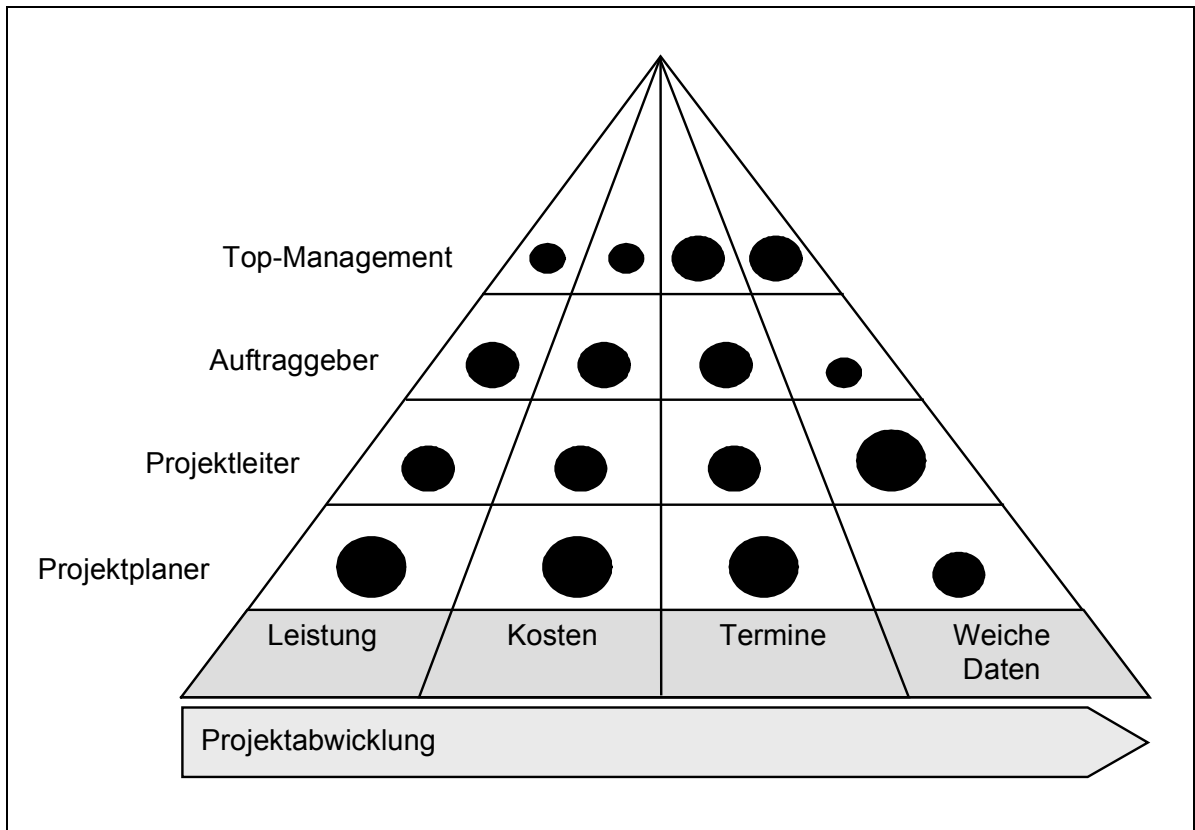 Top-Management
Auftraggeber
Projektleiter
Projektplaner
Leistung
Kosten
Termine
Weiche
Daten
Projektabwicklung